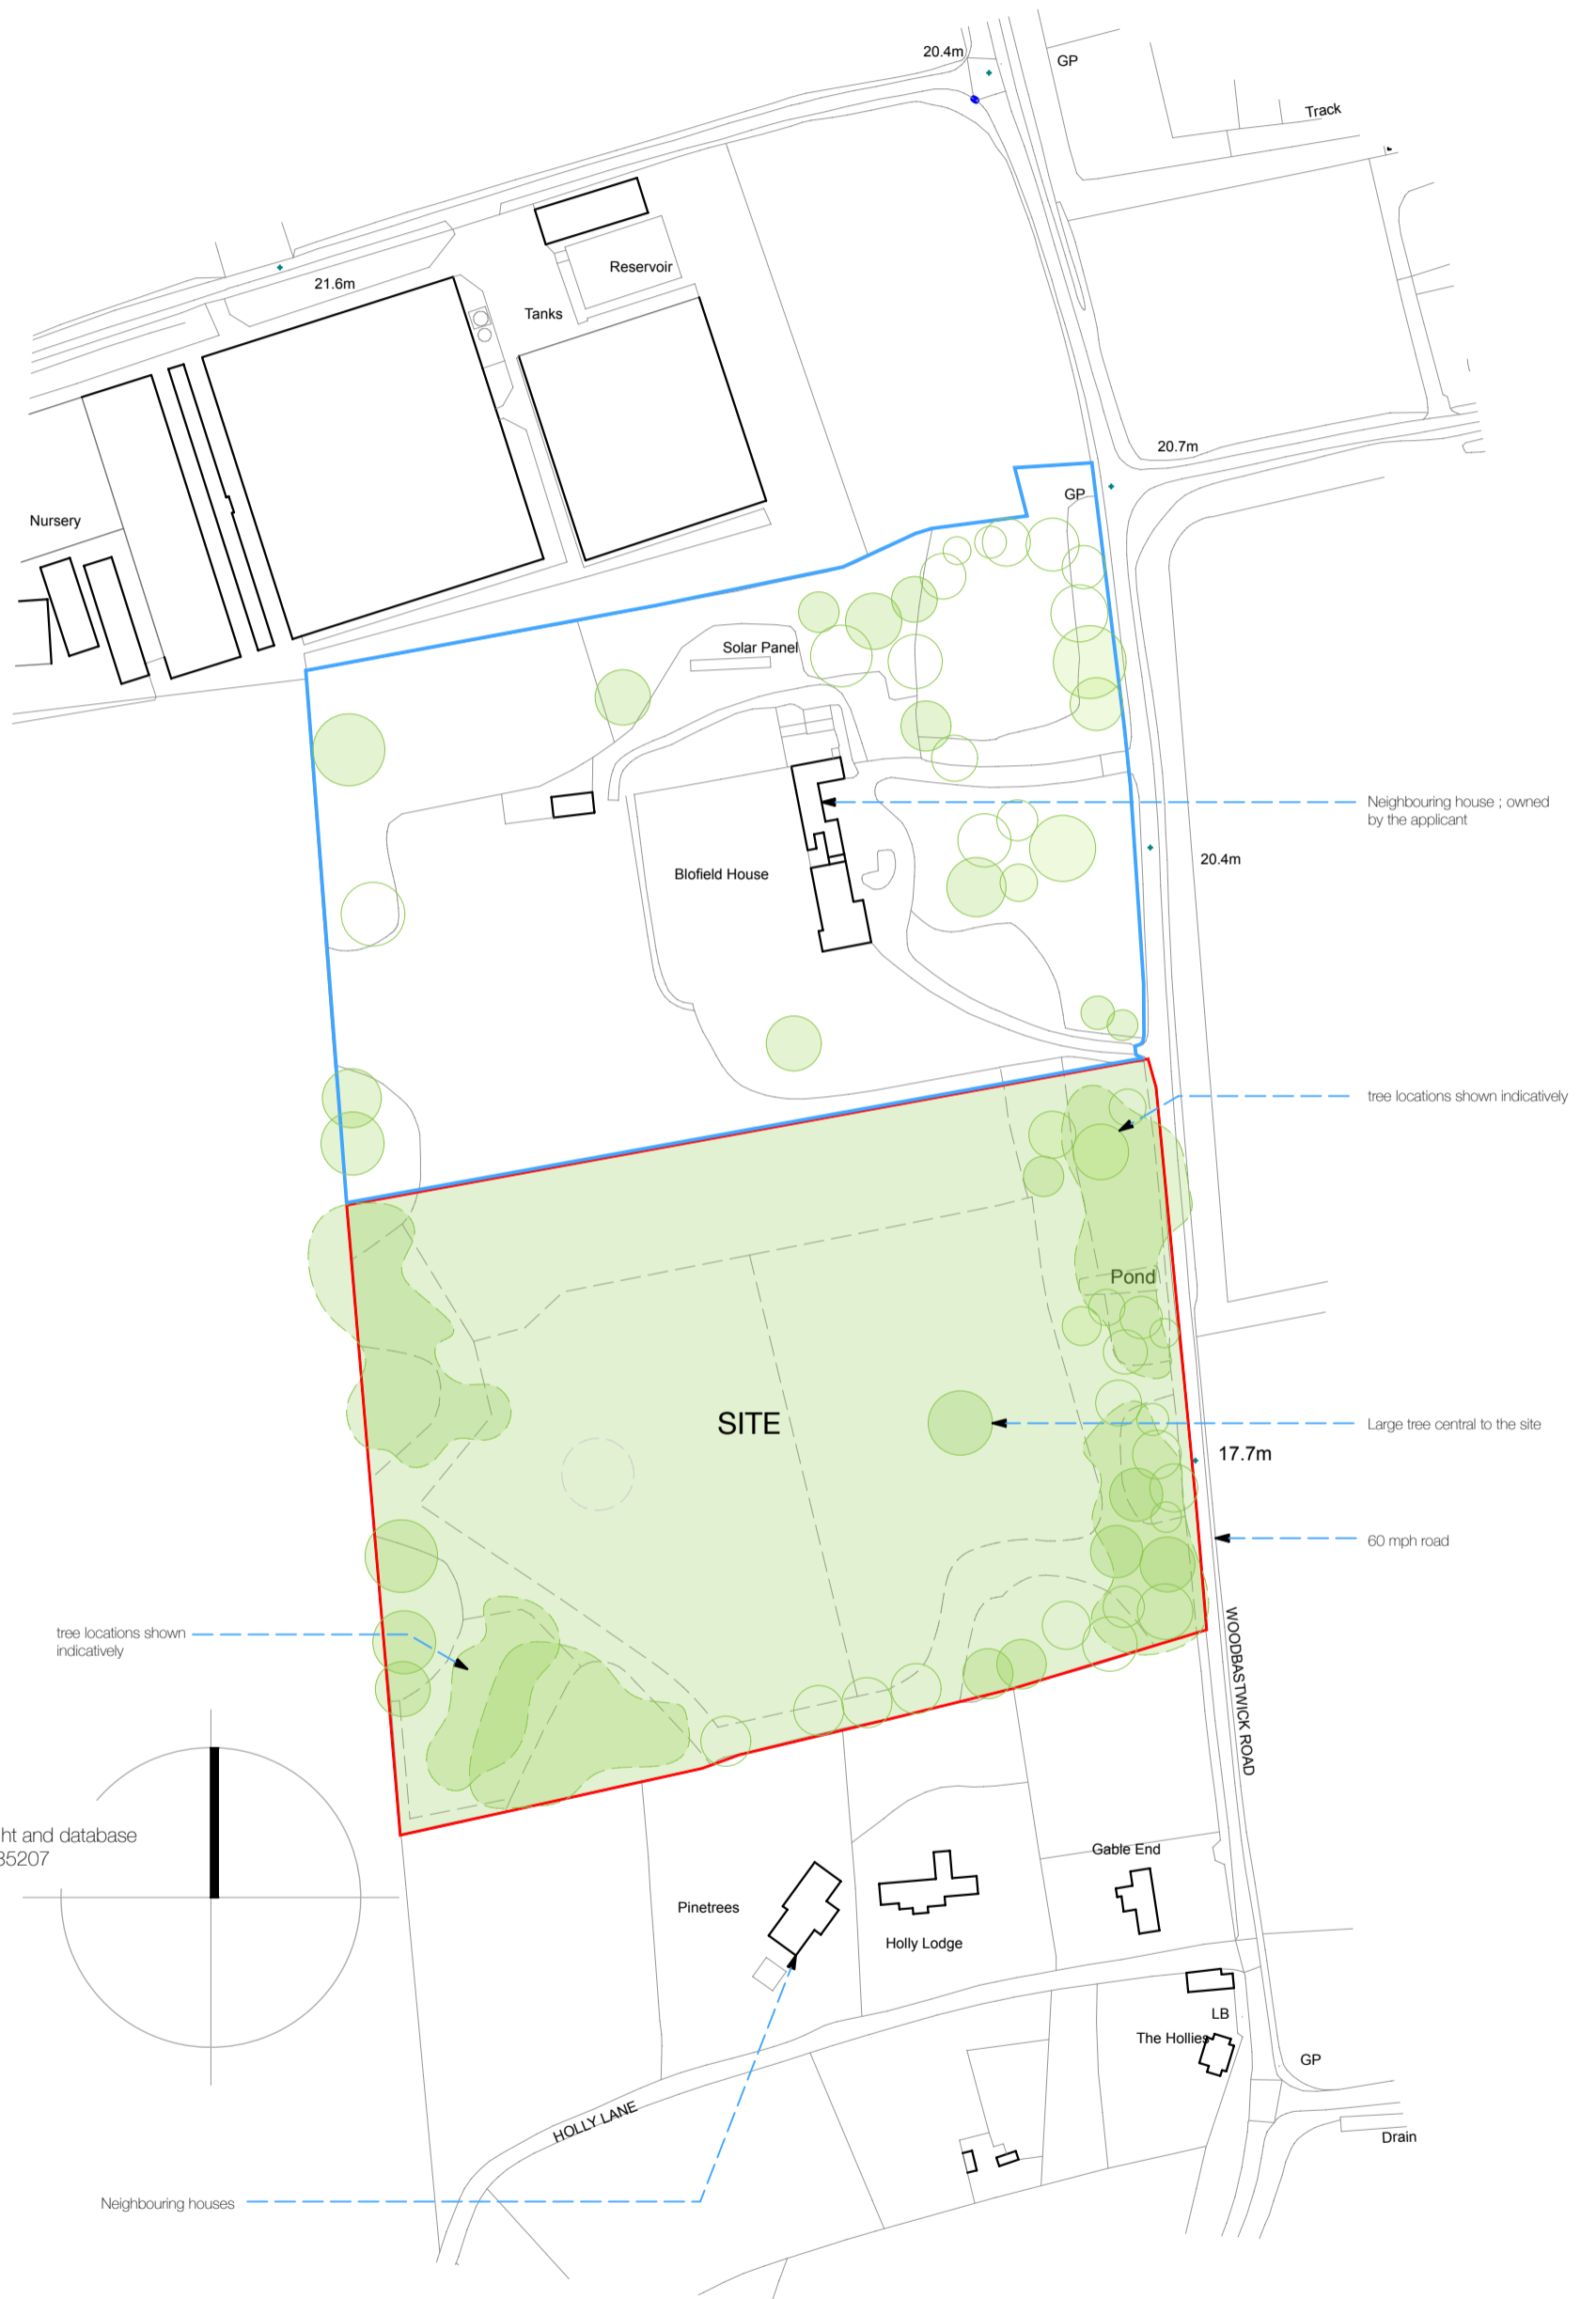 20.4m
GP
Track
Reservoir
21.6m
Tanks
20.7m
GP
Nursery
Solar Panel
Neighbouring house ; owned
by the applicant
20.4m
Blofield House
tree locations shown indicatively
Pond
SITE
Large tree central to the site
17.7m
60 mph road
tree locations shown
indicatively
WOODBASTWICK ROAD
ht and database
35207
Gable End
Pinetrees
Holly Lodge
LB
The Hollies
GP
HOLLY LANE
Drain
Neighbouring houses